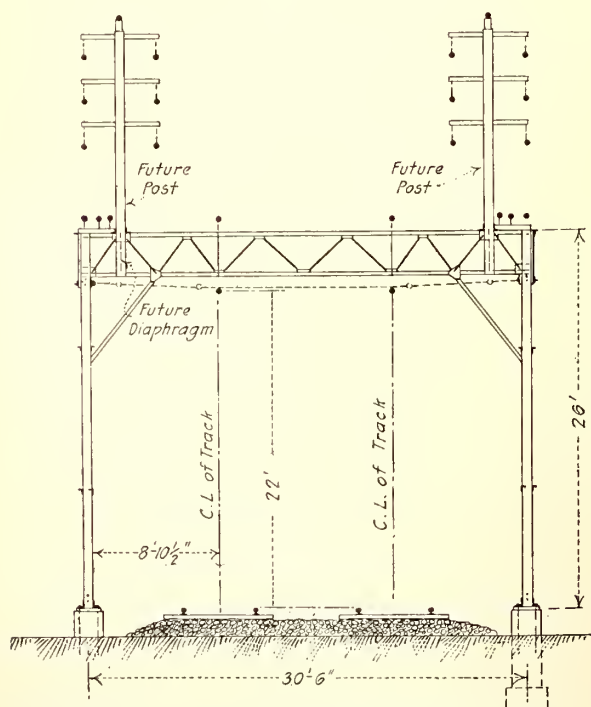 Future
Post
Future
Post
Future
Diaphragm
C.L. of Track
22'
C.L. of Track
26'
8'-10½"
30'-6"